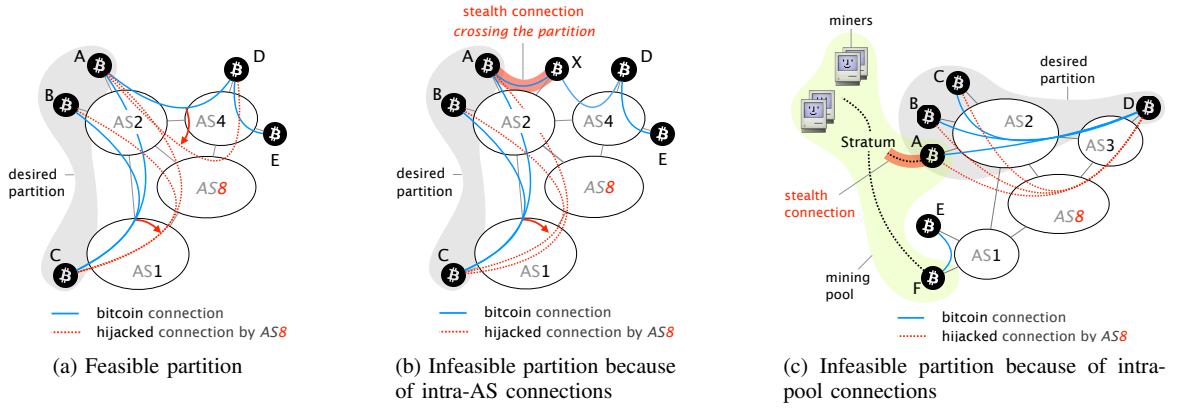 A
B
C
D
E
AS2
AS4
AS8
AS1
desired
partition
bitcoin connection
hijacked connection by AS8
(a) Feasible partition
stealth connection
crossing the partition
A
X
D
B
C
E
AS2
AS4
AS8
AS1
bitcoin connection
hijacked connection by AS8
(b) Infeasible partition because
of intra-AS connections
miners
desired
partition
C
B
A
D
AS2
AS3
Stratum
stealth
connection
AS8
E
AS1
F
mining
pool
bitcoin connection
hijacked connection by AS8
(c) Infeasible partition because of intra-
pool connections